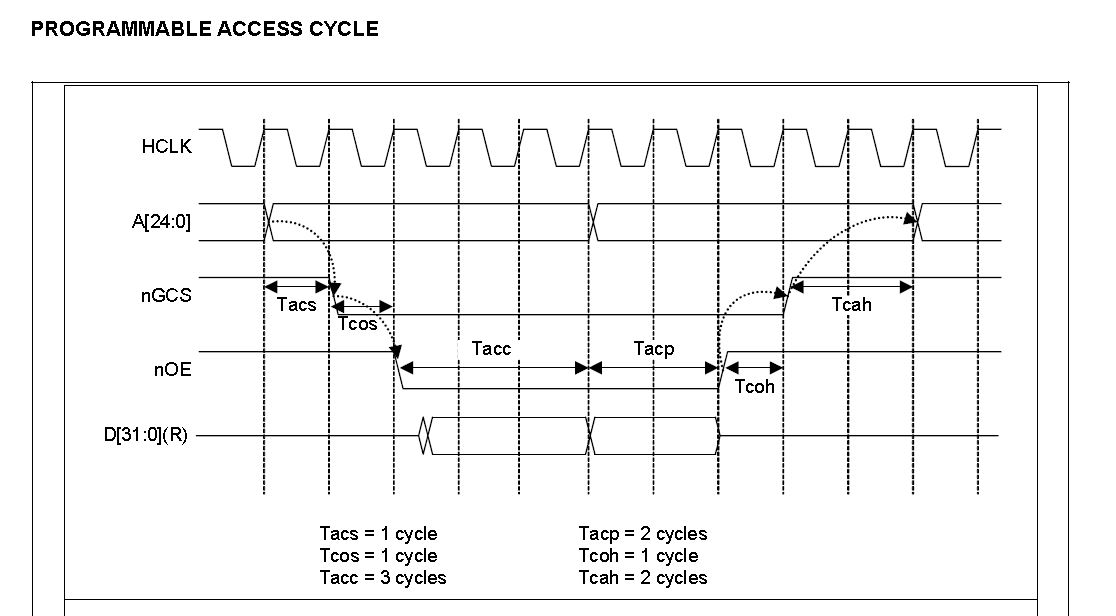 PROGRAMMABLE ACCESS CYCLE
HCLK
A[24:0]
nGCS
Tacs
Tcos
Tcah
nOE
Tacc
Tacp
Tcoh
D[31:0](R)
Tacs = 1 cycle
Tcos = 1 cycle
Tacc = 3 cycles
Tacp = 2 cycles
Tcoh = 1 cycle
Tcah = 2 cycles